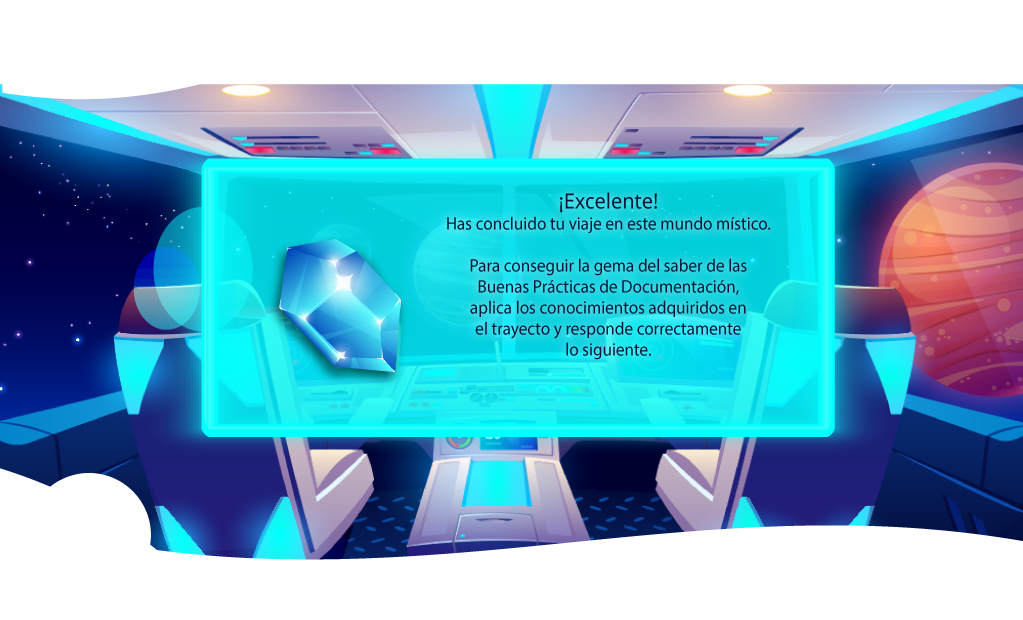 ¡Excelente!
Has concluido tu viaje en este mundo místico.
Para conseguir la gema del saber de las
Buenas Prácticas de Documentación,
aplica los conocimientos adquiridos en
el trayecto y responde correctamente
lo siguiente.